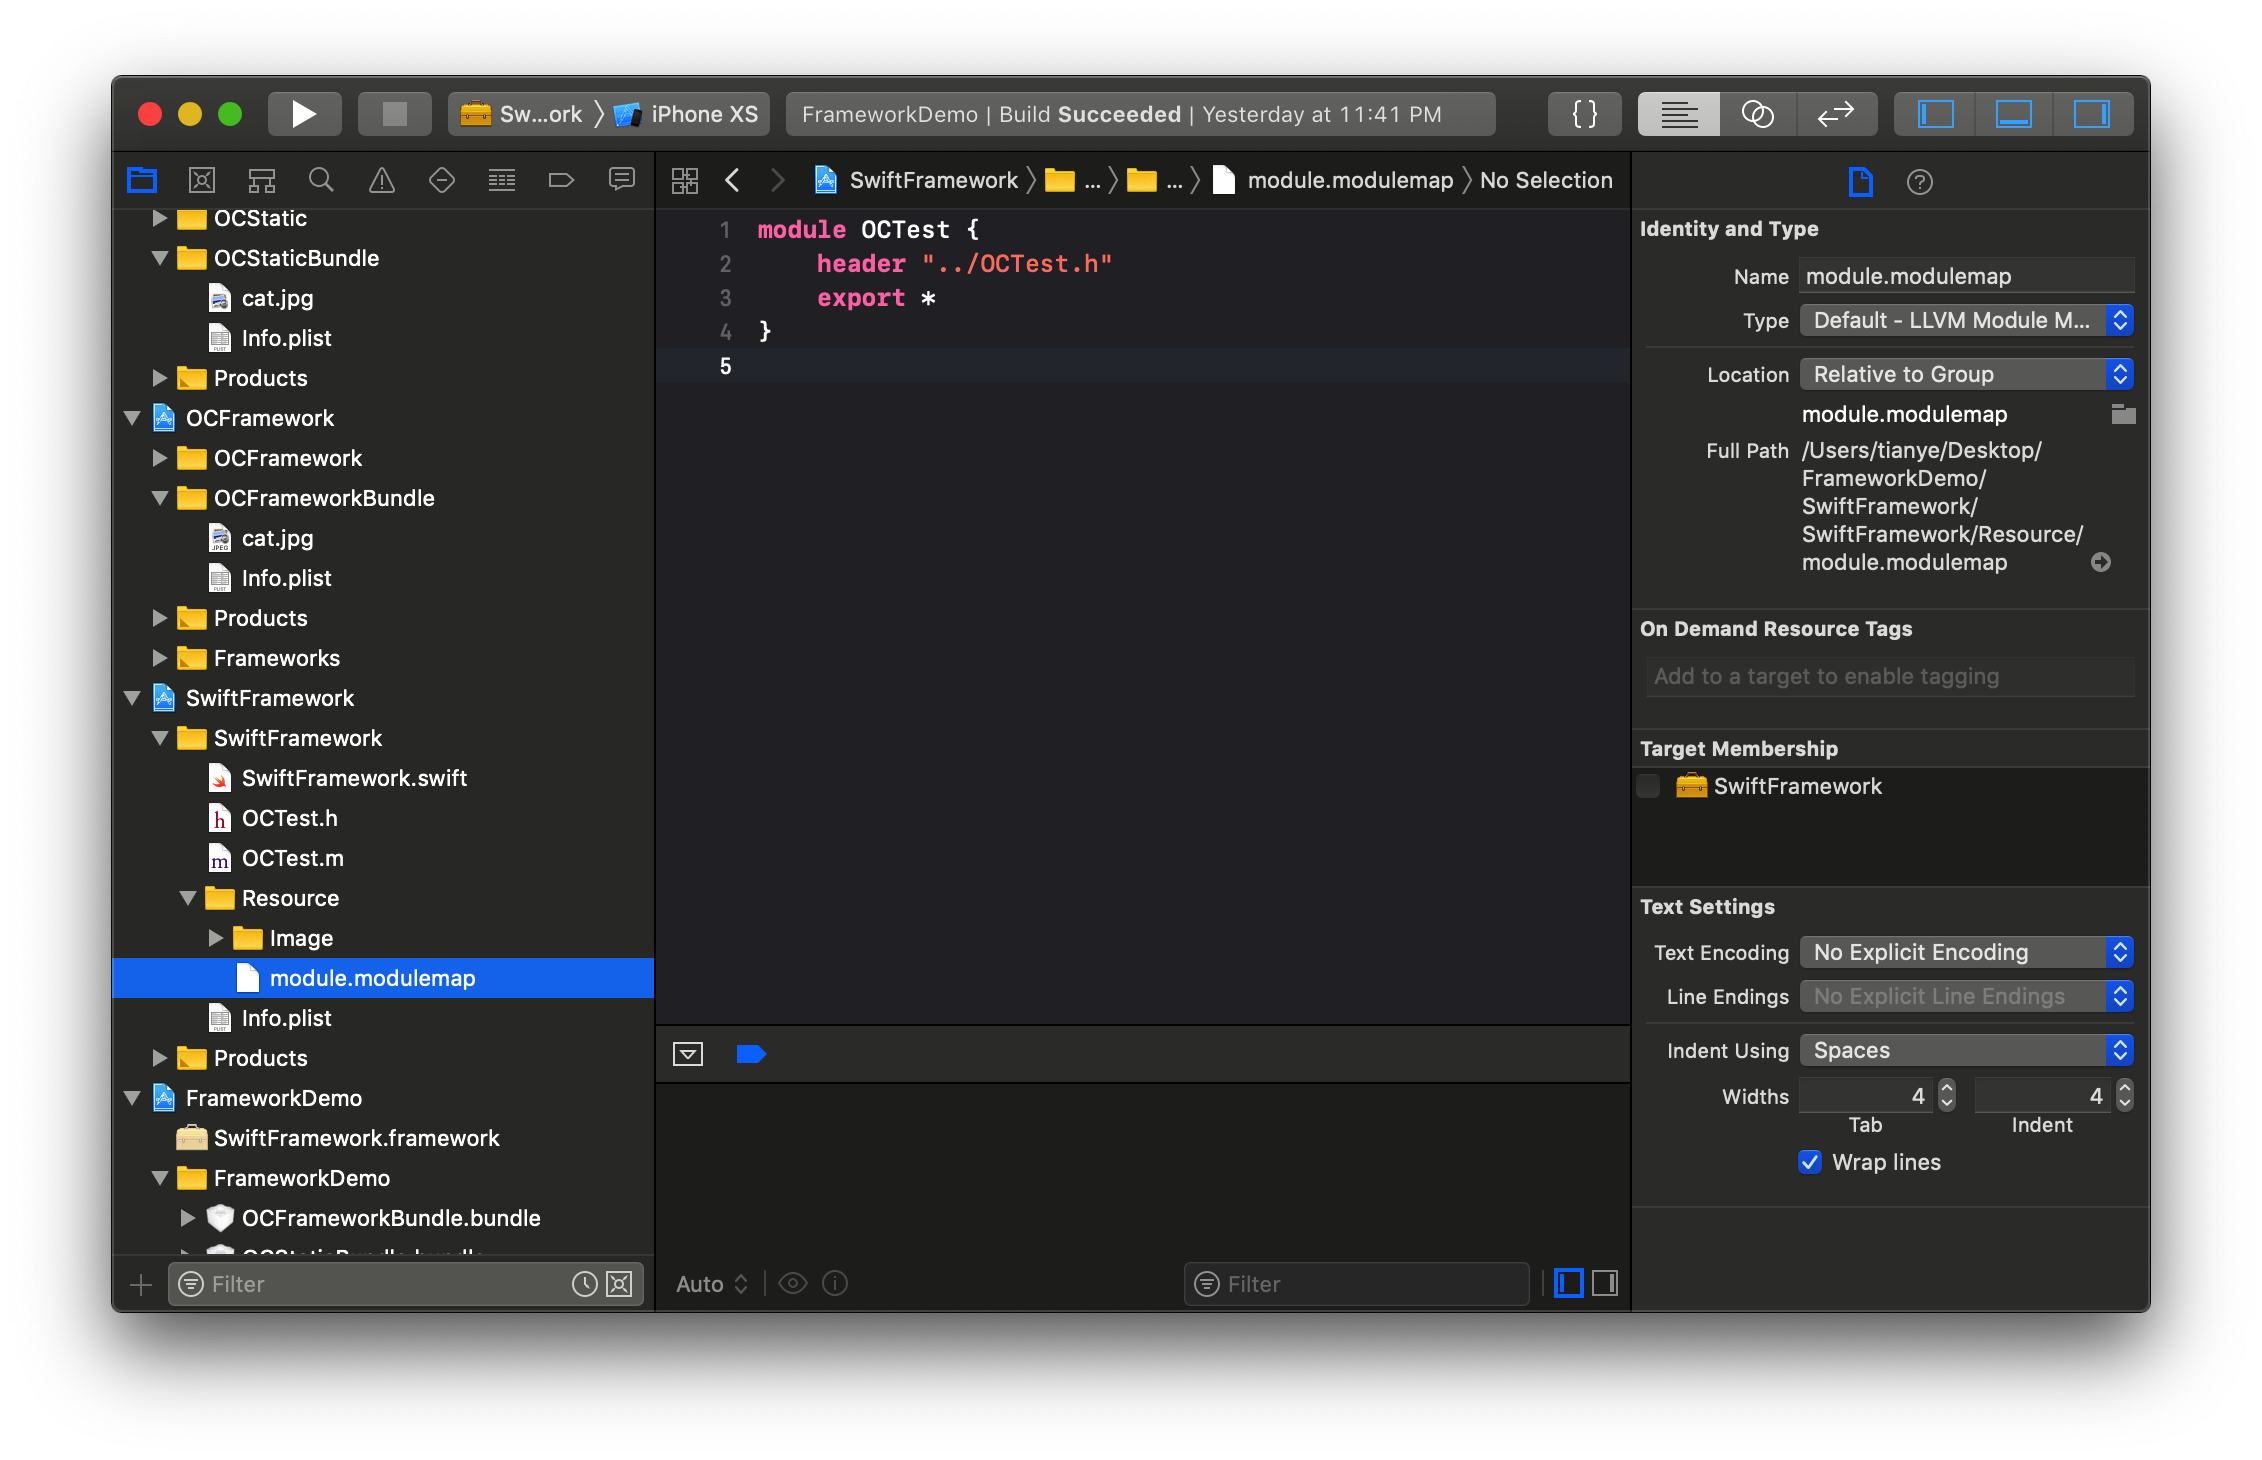 Sw...ork 〉 iPhone XS
FrameworkDemo | Build Succeeded | Yesterday at 11:41 PM
{ }
OCStatic
OCStaticBundle
cat.jpg
Info.plist
Products
OCFramework
OCFramework
OCFrameworkBundle
cat.jpg
Info.plist
Products
Frameworks
SwiftFramework
SwiftFramework
SwiftFramework.swift
OCTest.h
OCTest.m
Resource
Image
module.modulemap
Info.plist
Products
FrameworkDemo
SwiftFramework.framework
FrameworkDemo
OCFrameworkBundle.bundle
Filter
SwiftFramework 〉 ... 〉 ... 〉 module.modulemap 〉 No Selection
1 module OCTest {
2 header "../OCTest.h"
3 export *
4 }
5
Auto
Filter
Identity and Type
Name module.modulemap
Type Default - LLVM Module M...
Location Relative to Group
module.modulemap
Full Path /Users/tianye/Desktop/
FrameworkDemo/
SwiftFramework/
SwiftFramework/Resource/
module.modulemap
On Demand Resource Tags
Add to a target to enable tagging
Target Membership
SwiftFramework
Text Settings
Text Encoding No Explicit Encoding
Line Endings No Explicit Line Endings
Indent Using Spaces
Widths 4 4
Tab Indent
Wrap lines